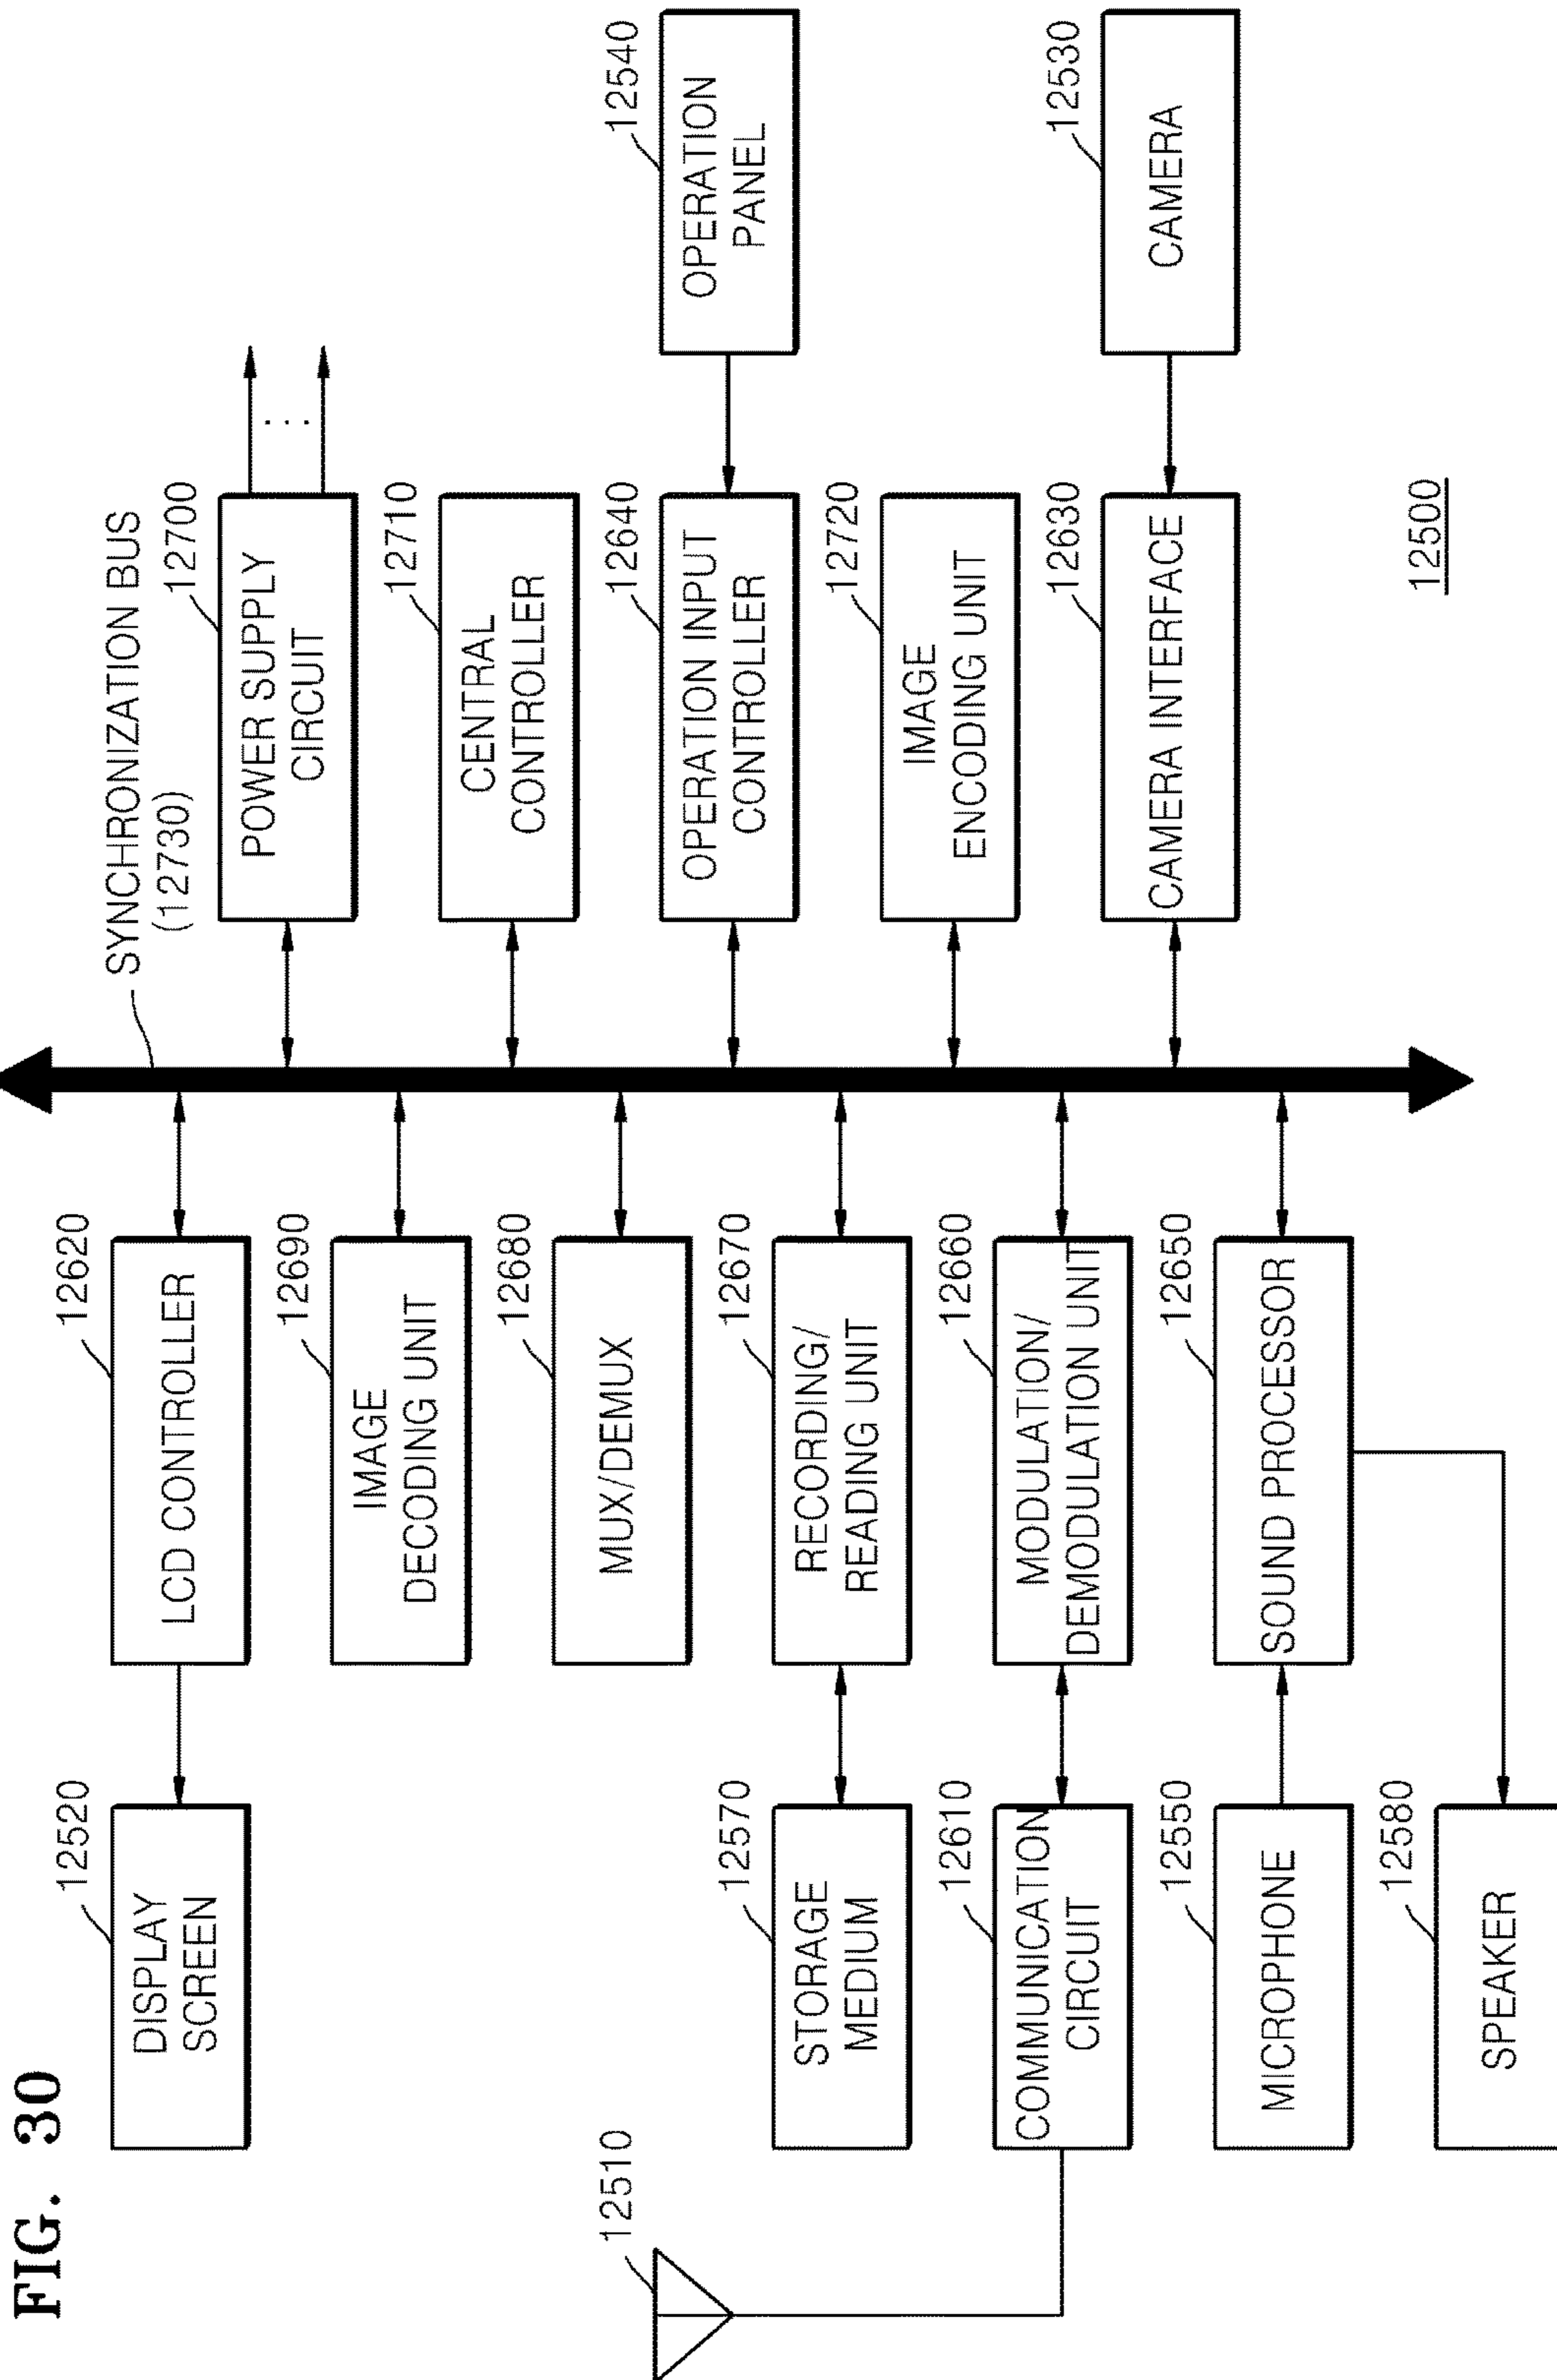 FIG. 30
12510
12520
DISPLAY
SCREEN
12570
STORAGE
MEDIUM
12610
COMMUNICATION
CIRCUIT
12550
MICROPHONE
12580
SPEAKER
12620
LCD CONTROLLER
12690
IMAGE
DECODING UNIT
12680
MUX/DEMUX
12670
RECORDING/
READING UNIT
12660
MODULATION/
DEMODULATION UNIT
12650
SOUND PROCESSOR
SYNCHRONIZATION BUS
(12730)
12700
POWER SUPPLY
CIRCUIT
...
12710
CENTRAL
CONTROLLER
12640
OPERATION INPUT
CONTROLLER
12720
IMAGE
ENCODING UNIT
12630
CAMERA INTERFACE
12540
OPERATION
PANEL
12530
CAMERA
12500